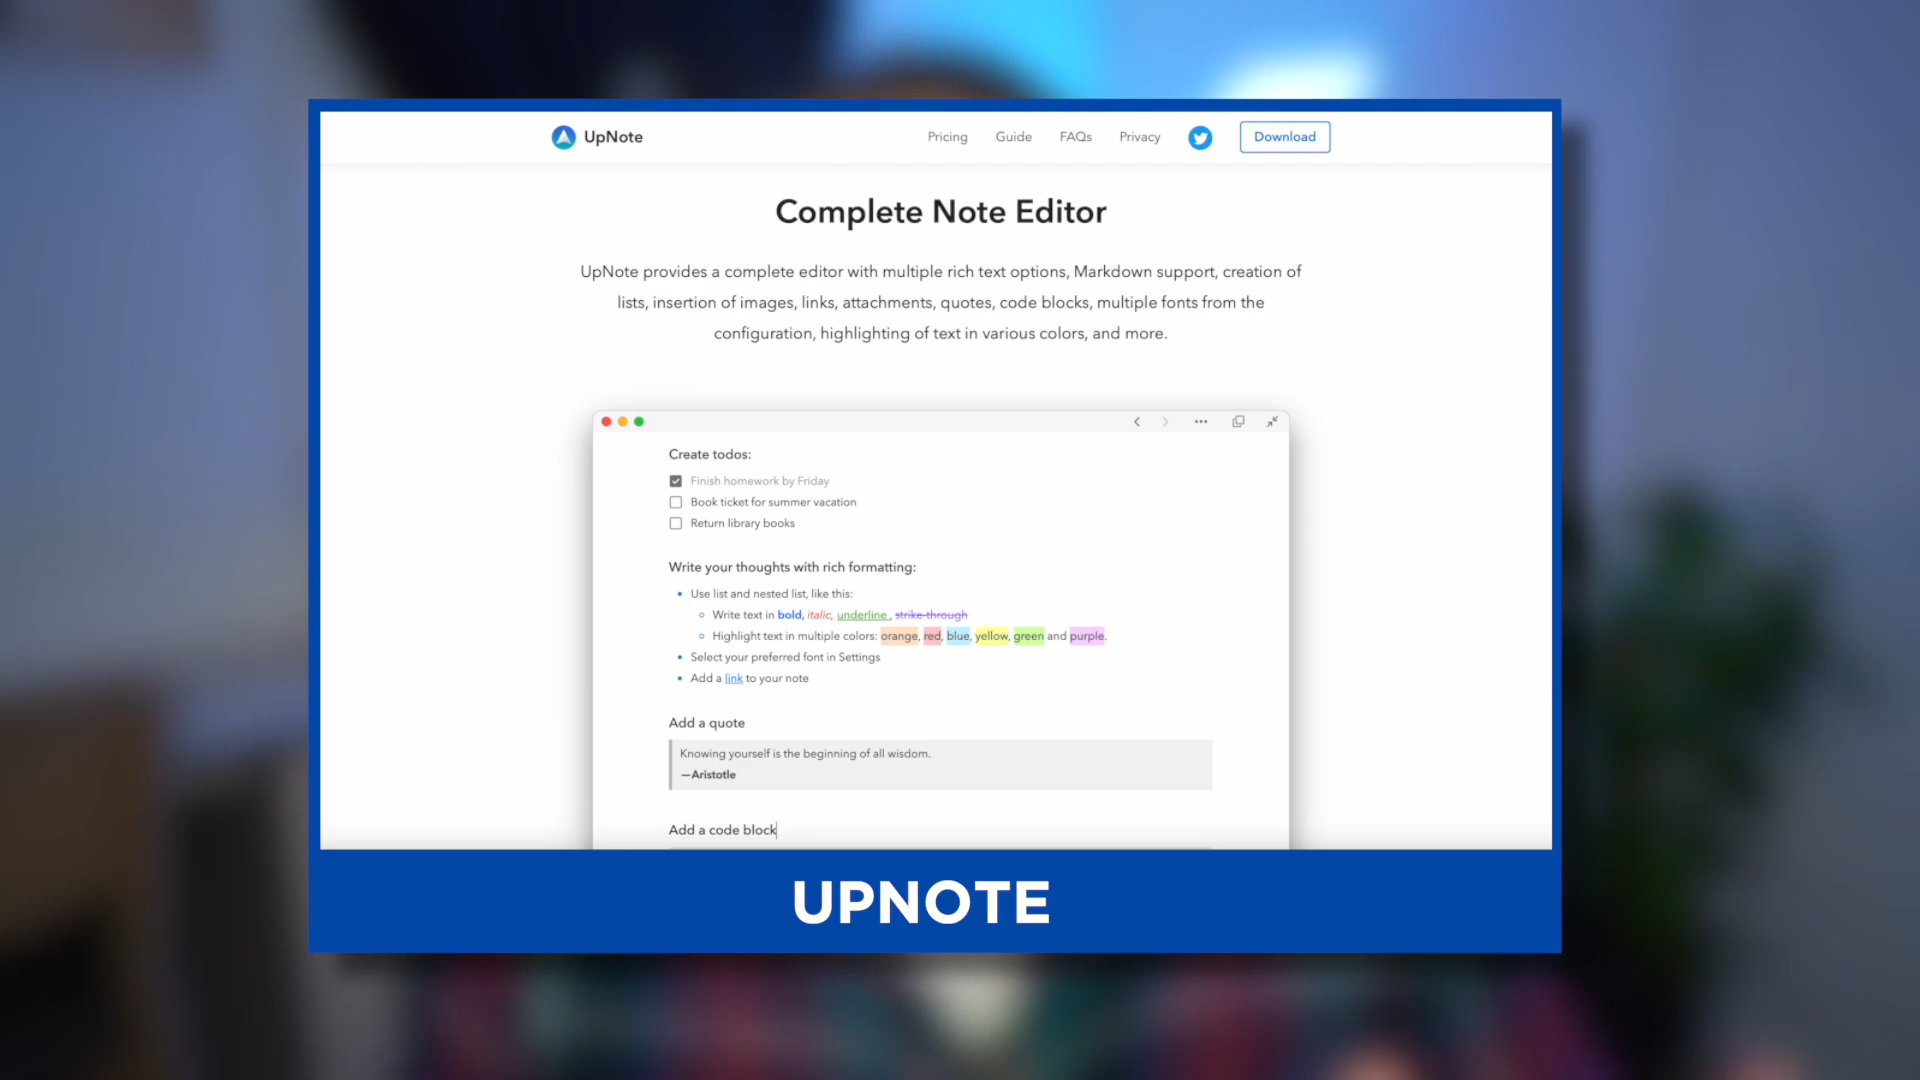 UpNote
Pricing Guide FAQs Privacy Download
Complete Note Editor
UpNote provides a complete editor with multiple rich text options, Markdown support, creation of
lists, insertion of images, links, attachments, quotes, code blocks, multiple fonts from the
configuration, highlighting of text in various colors, and more.
Create todos:
Finish homework by Friday
Book ticket for summer vacation
Return library books
Write your thoughts with rich formatting:
Use list and nested list, like this:
Write text in bold, italic, underline , strike-through
Highlight text in multiple colors: orange, red, blue, yellow, green and purple.
Select your preferred font in Settings
Add a link to your note
Add a quote
Knowing yourself is the beginning of all wisdom.
—Aristotle
Add a code block
UPNOTE